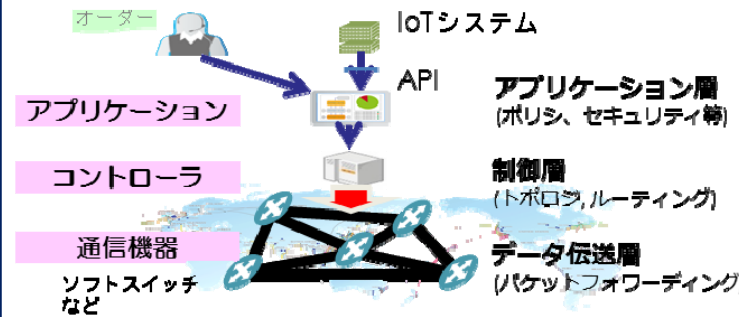 オーダー
IoTシステム
API
アプリケーション
アプリケーション層
(ポリシ、セキュリティ等)
コントローラ
制御層
(トポロジ,ルーティング)
通信機器
データ伝送層
(パケットフォワーディング
ソフトスイッチ
など